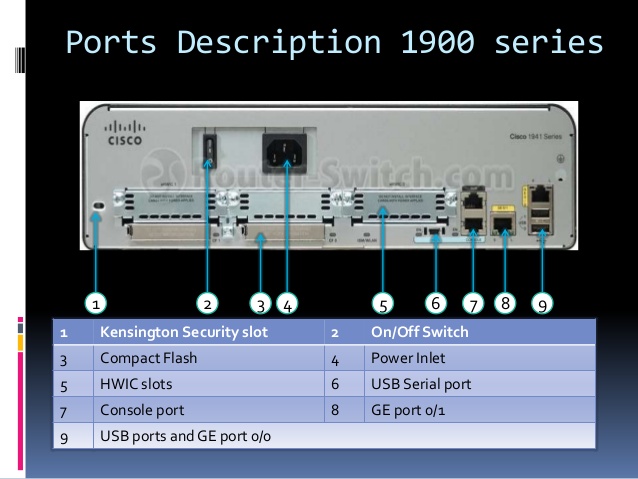 Ports Description 1900 series
CISCO
Cisco 1941 Series
Router-Switch.com
1 2 3 4 5 6 7 8 9
1 Kensington Security slot 2 On/Off Switch
3 Compact Flash 4 Power Inlet
5 HWIC slots 6 USB Serial port
7 Console port 8 GE port 0/1
9 USB ports and GE port 0/0